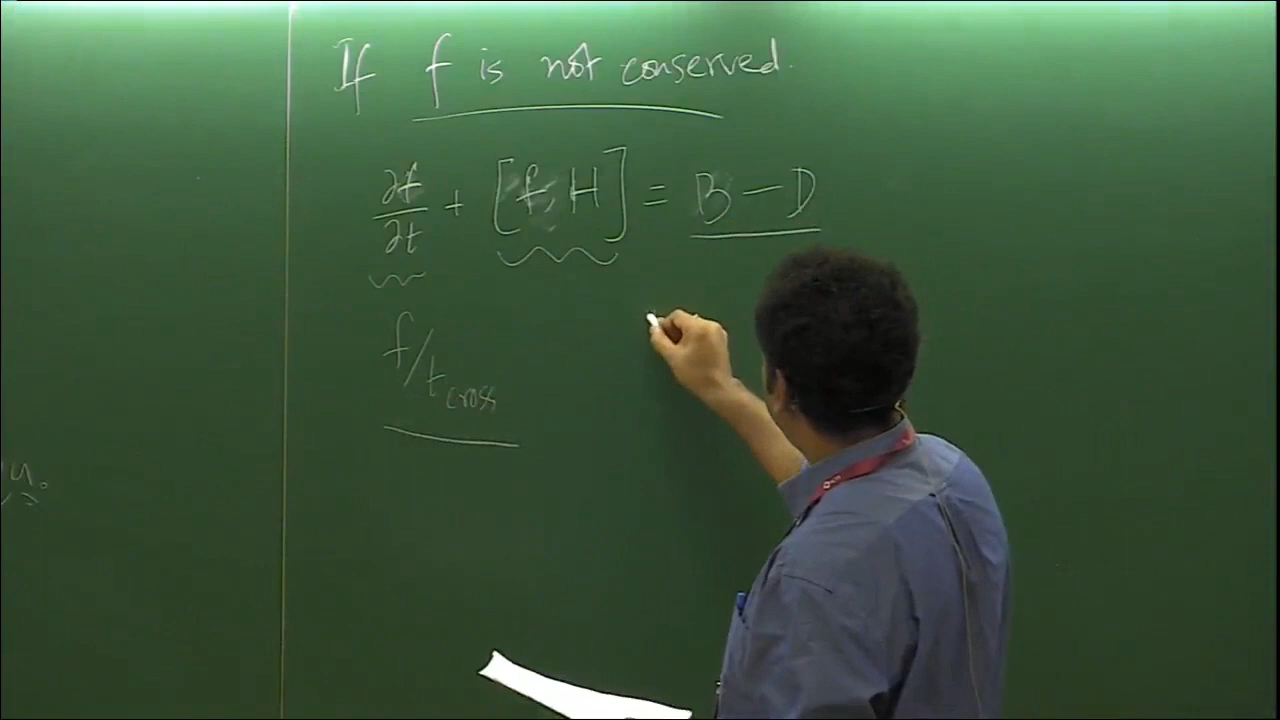 If f is not conserved.
∂f/∂t + [f, H] = B - D
f/t_cross
u.